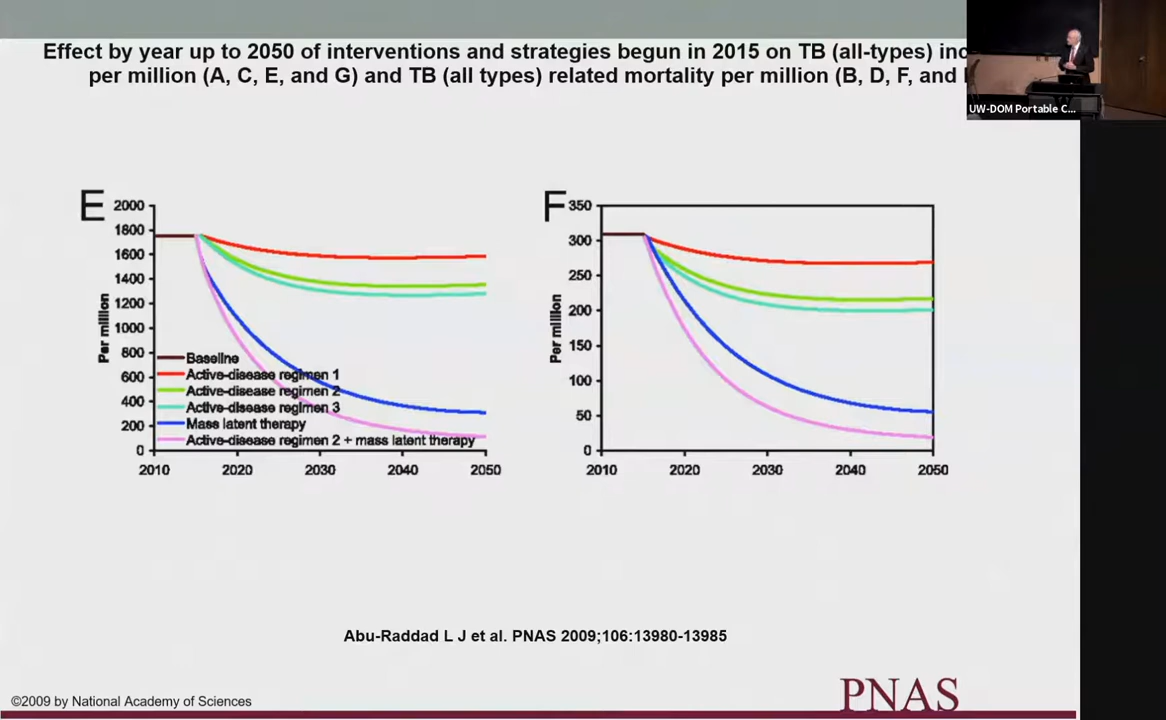 Effect by year up to 2050 of interventions and strategies begun in 2015 on TB (all-types)
per million (A, C, E, and G) and TB (all types) related mortality per million (B, D, F, and
UW-DOM Portable C...
E
2000
1800
1600
1400
1200
1000
800
600
400
200
0
Per million
Baseline
Active-disease regimen 1
Active-disease regimen 2
Active-disease regimen 3
Mass latent therapy
Active-disease regimen 2 + mass latent therapy
2010 2020 2030 2040 2050
F
350
300
250
200
150
100
50
0
Per million
2010 2020 2030 2040 2050
Abu-Raddad L J et al. PNAS 2009;106:13980-13985
©2009 by National Academy of Sciences
PNAS